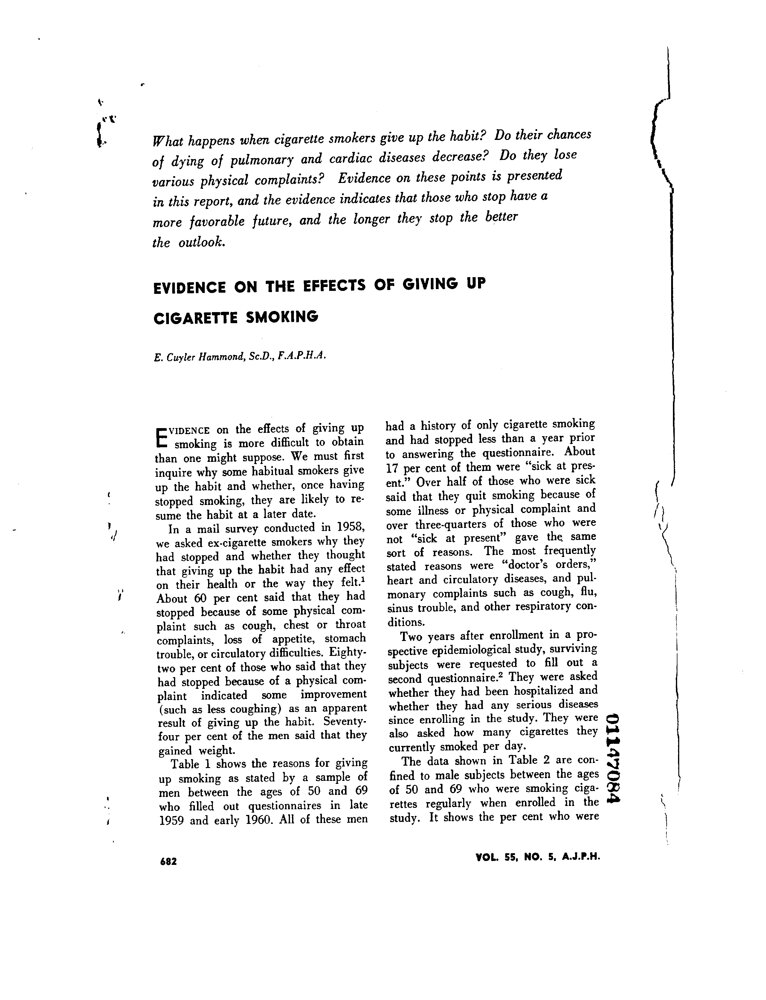 What happens when cigarette smokers give up the habit? Do their chances
of dying of pulmonary and cardiac diseases decrease? Do they lose
various physical complaints? Evidence on these points is presented
in this report, and the evidence indicates that those who stop have a
more favorable future, and the longer they stop the better
the outlook.
EVIDENCE ON THE EFFECTS OF GIVING UP
CIGARETTE SMOKING
E. Cuyler Hammond, Sc.D., F.A.P.H.A.
EVIDENCE on the effects of giving up
smoking is more difficult to obtain
than one might suppose. We must first
inquire why some habitual smokers give
up the habit and whether, once having
stopped smoking, they are likely to re-
sume the habit at a later date.
In a mail survey conducted in 1958,
we asked ex-cigarette smokers why they
had stopped and whether they thought
that giving up the habit had any effect
on their health or the way they felt.1
About 60 per cent said that they had
stopped because of some physical com-
plaint such as cough, chest or throat
complaints, loss of appetite, stomach
trouble, or circulatory difficulties. Eighty-
two per cent of those who said that they
had stopped because of a physical com-
plaint indicated some improvement
(such as less coughing) as an apparent
result of giving up the habit. Seventy-
four per cent of the men said that they
gained weight.
Table 1 shows the reasons for giving
up smoking as stated by a sample of
men between the ages of 50 and 69
who filled out questionnaires in late
1959 and early 1960. All of these men
had a history of only cigarette smoking
and had stopped less than a year prior
to answering the questionnaire. About
17 per cent of them were "sick at pres-
ent." Over half of those who were sick
said that they quit smoking because of
some illness or physical complaint and
over three-quarters of those who were
not "sick at present" gave the same
sort of reasons. The most frequently
stated reasons were "doctor's orders,"
heart and circulatory diseases, and pul-
monary complaints such as cough, flu,
sinus trouble, and other respiratory con-
ditions.
Two years after enrollment in a pro-
spective epidemiological study, surviving
subjects were requested to fill out a
second questionnaire.2 They were asked
whether they had been hospitalized and
whether they had any serious diseases
since enrolling in the study. They were
also asked how many cigarettes they
currently smoked per day.
The data shown in Table 2 are con-
fined to male subjects between the ages
of 50 and 69 who were smoking ciga-
rettes regularly when enrolled in the
study. It shows the per cent who were
01147084
682
VOL. 55, NO. 5, A.J.P.H.